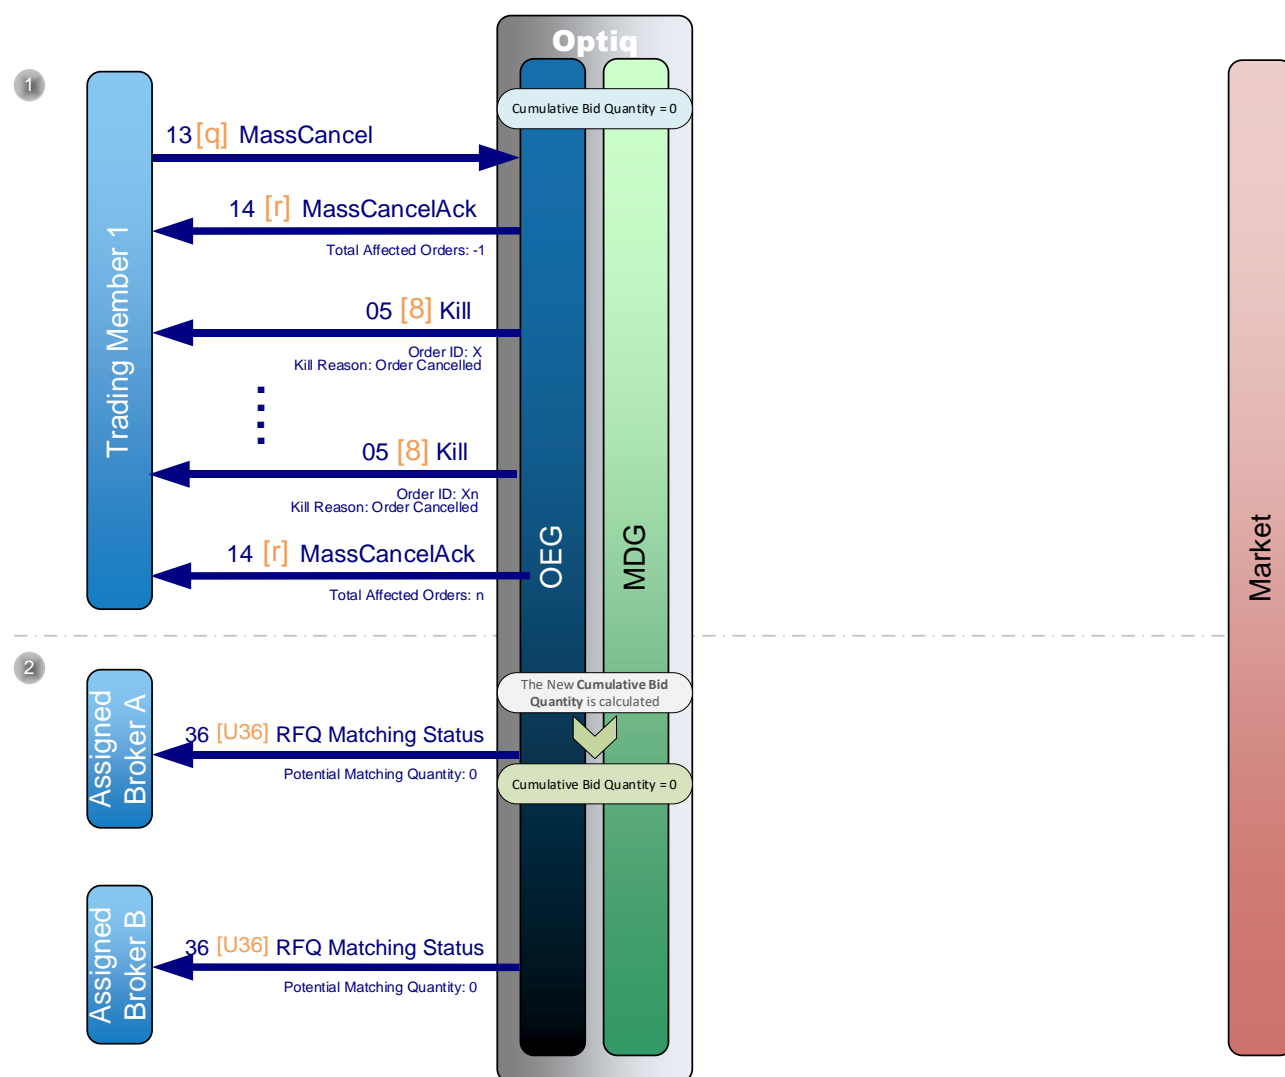 Optiq
1
Cumulative Bid Quantity = 0
13 [q] MassCancel
14 [r] MassCancelAck
Total Affected Orders: -1
05 [8] Kill
Order ID: X
Kill Reason: Order Cancelled
05 [8] Kill
Order ID: Xn
Kill Reason: Order Cancelled
14 [r] MassCancelAck
Total Affected Orders: n
Trading Member 1
OEG
MDG
Market
2
The New Cumulative Bid
Quantity is calculated
Assigned
Broker A
36 [U36] RFQ Matching Status
Potential Matching Quantity: 0
Cumulative Bid Quantity = 0
Assigned
Broker B
36 [U36] RFQ Matching Status
Potential Matching Quantity: 0